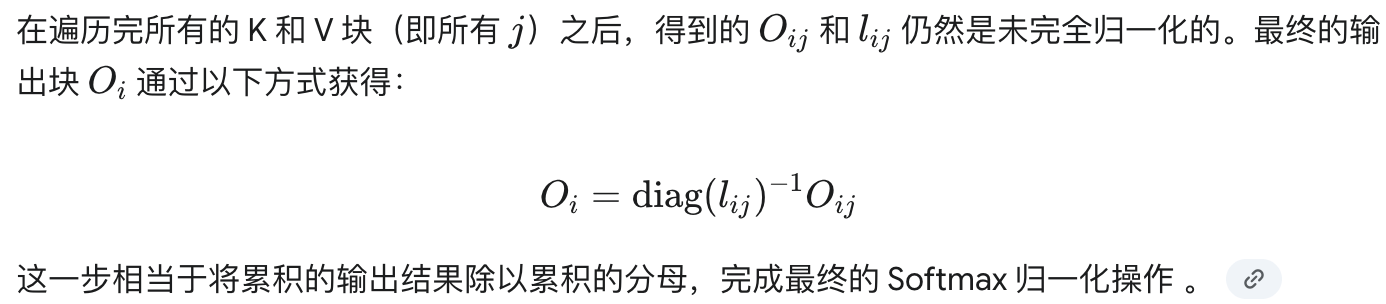 在遍历完所有的 K 和 V 块（即所有 $j$）之后，得到的 $O_{ij}$ 和 $l_{ij}$ 仍然是未完全归一化的。最终的输
出块 $O_i$ 通过以下方式获得：
$O_i = \text{diag}(l_{ij})^{-1} O_{ij}$
这一步相当于将累积的输出结果除以累积的分母，完成最终的 Softmax 归一化操作 。